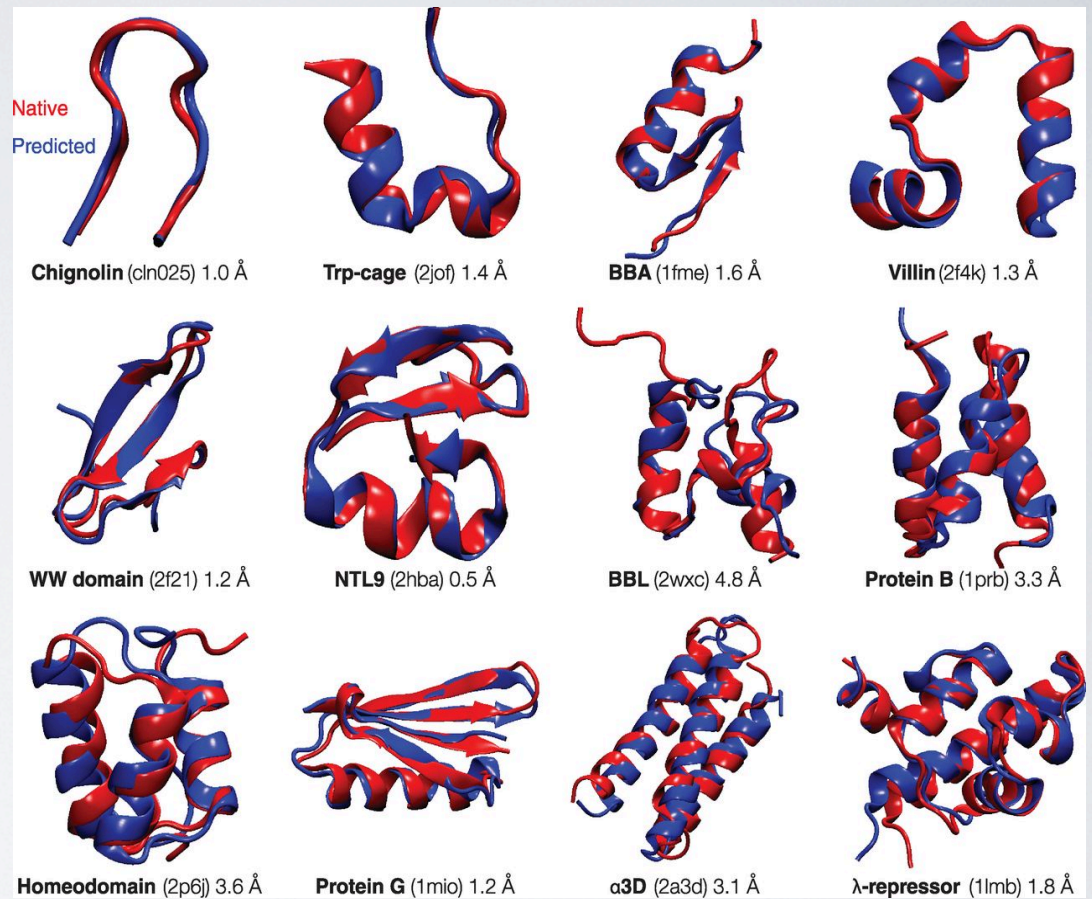 Native
Predicted
Chignolin (cln025) 1.0 Å
Trp-cage (2jof) 1.4 Å
BBA (1fme) 1.6 Å
Villin (2f4k) 1.3 Å
WW domain (2f21) 1.2 Å
NTL9 (2hba) 0.5 Å
BBL (2wxc) 4.8 Å
Protein B (1prb) 3.3 Å
Homeodomain (2p6j) 3.6 Å
Protein G (1mio) 1.2 Å
α3D (2a3d) 3.1 Å
λ-repressor (1lmb) 1.8 Å